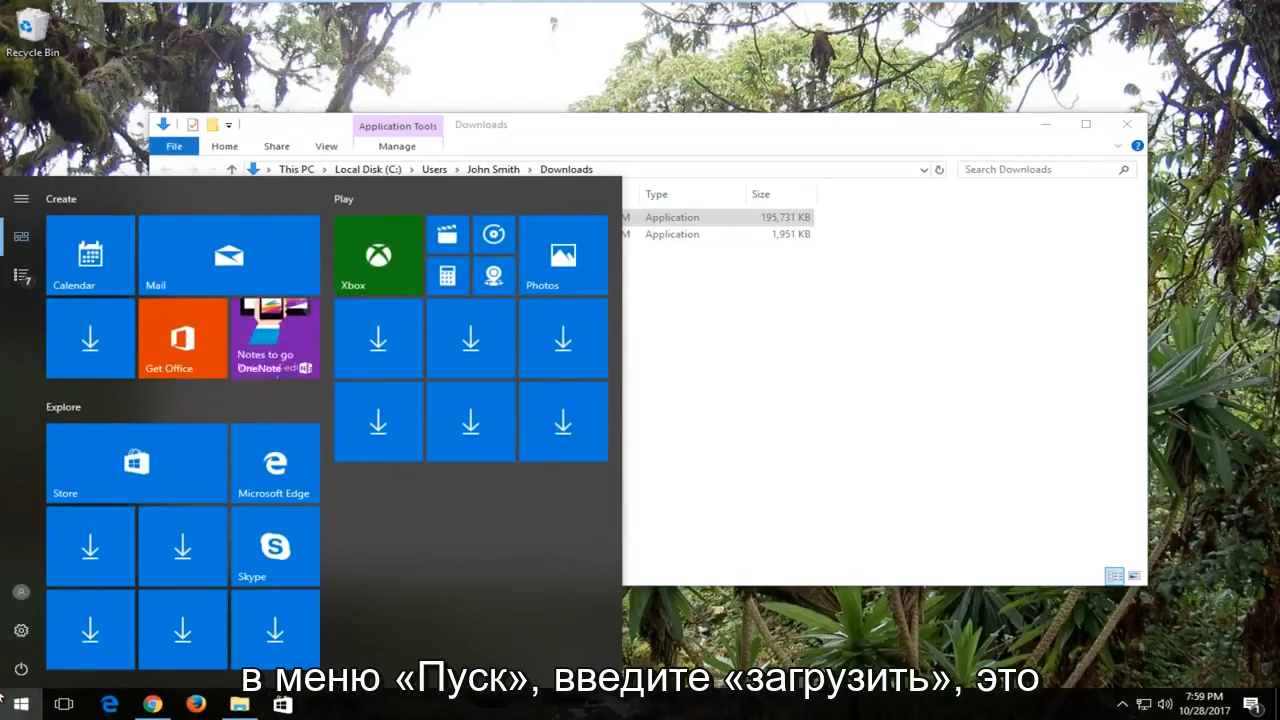 Recycle Bin
Application Tools
Downloads
File
Home
Share
View
Manage
This PC
Local Disk (C:)
Users
John Smith
Downloads
Search Downloads
Type
Size
M
Application
195,731 KB
M
Application
1,951 KB
Create
Play
Calendar
Mail
Xbox
Photos
7
Get Office
Notes to go
OneNote
Explore
Store
Microsoft Edge
Skype
в меню «Пуск», введите «загрузить», это
7:59 PM
10/28/2017
1